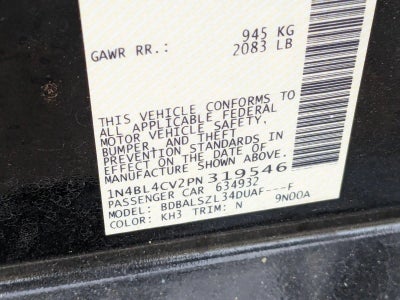 945 KG
GAWR RR.: 2083 LB
THIS VEHICLE CONFORMS TO
ALL APPLICABLE FEDERAL
MOTOR VEHICLE SAFETY,
BUMPER, AND THEFT
PREVENTION STANDARDS IN
EFFECT ON THE DATE OF
MANUFACTURE SHOWN ABOVE.
1N4BL4CV2PN319546
PASSENGER CAR 634932
MODEL: BDBALSZL34DUAF---F
COLOR: KH3 TRIM: N 9N00A